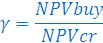 γ = NPVbuy / NPVcr